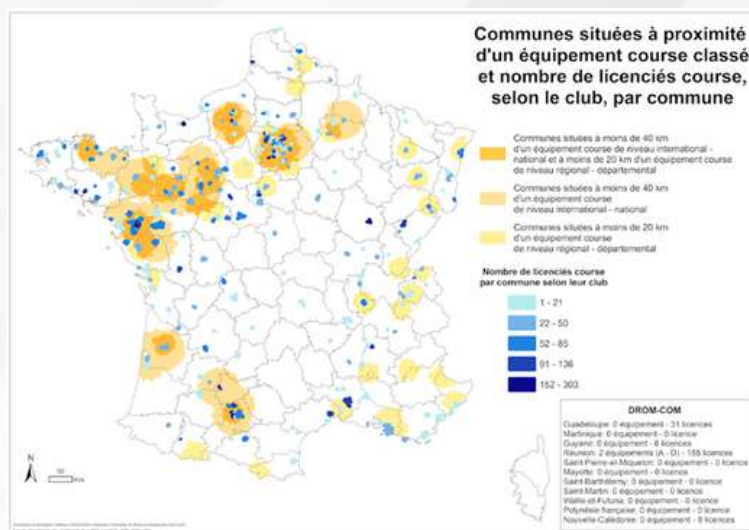 Communes situées à proximité
d'un équipement course classé
et nombre de licenciés course,
selon le club, par commune
Communes situées à moins de 40 km
d'un équipement course de niveau international -
national et à moins de 20 km d'un équipement course
de niveau régional - départemental
Communes situées à moins de 40 km
d'un équipement course
de niveau international - national
Communes situées à moins de 20 km
d'un équipement course
de niveau régional - départemental
Nombre de licenciés course
par commune selon leur club
1 - 21
22 - 50
52 - 85
91 - 136
162 - 303
DROM-COM
Guadeloupe: 0 équipement - 31 licences
Martinique: 0 équipement - 0 licence
Guyane: 0 équipement - 8 licences
Réunion: 2 équipements (A - D) - 155 licences
Saint-Pierre-et-Miquelon: 0 équipement - 0 licence
Mayotte: 0 équipement - 0 licence
Saint-Barthélemy: 0 équipement - 0 licence
Saint-Martin: 0 équipement - 0 licence
Wallis-et-Futuna: 0 équipement - 0 licence
Polynésie française: 0 équipement - 0 licence
Nouvelle-Calédonie: 0 équipement - 8 licences
N
50
Km